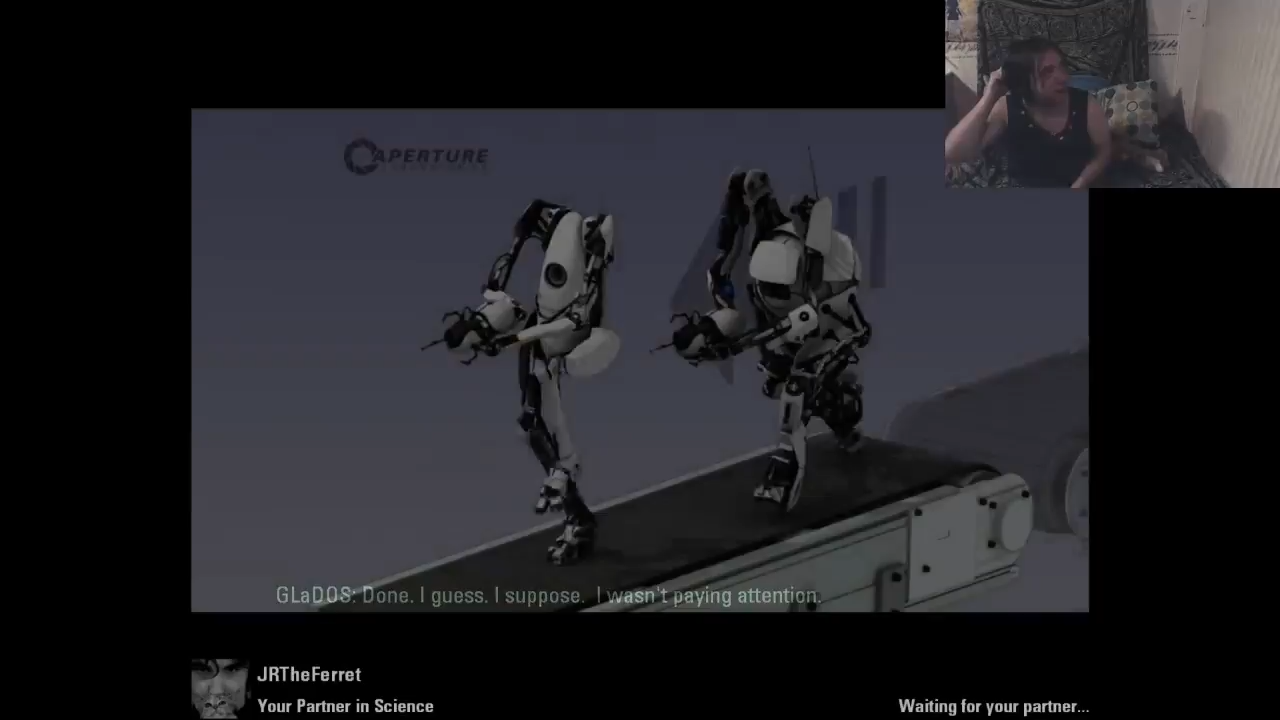 APERTURE
GLaDOS: Done. I guess. I suppose. I wasn't paying attention.
JRTheFerret
Your Partner in Science
Waiting for your partner...